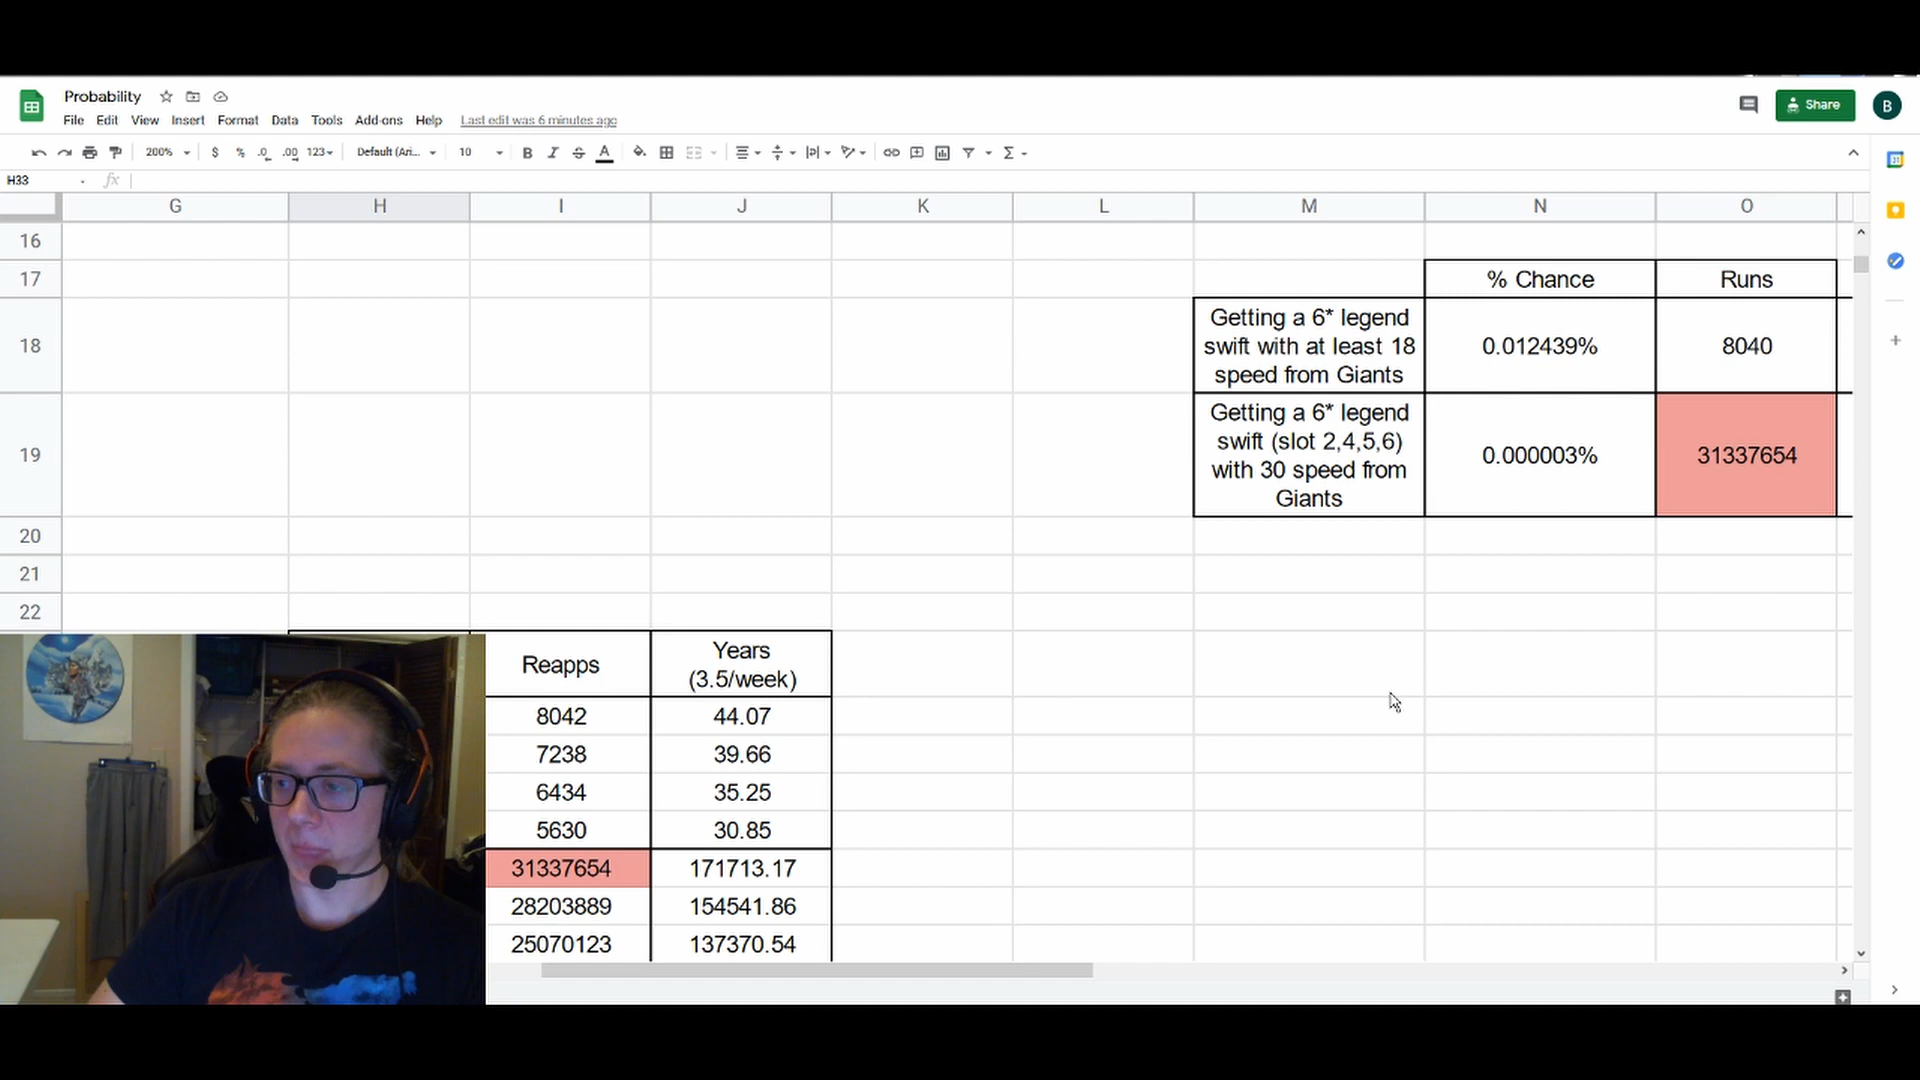 Probability
Share
B
File Edit View Insert Format Data Tools Add-ons Help Last edit was 6 minutes ago
200% $ % .0 .00 123 Default (Ari... 10 B I S A
H33 fx
G H I J K L M N O
16
17 % Chance Runs
18 Getting a 6* legend
swift with at least 18
speed from Giants
0.012439% 8040
19 Getting a 6* legend
swift (slot 2,4,5,6)
with 30 speed from
Giants
0.000003% 31337654
20
21
22
Reapps Years
(3.5/week)
8042 44.07
7238 39.66
6434 35.25
5630 30.85
31337654 171713.17
28203889 154541.86
25070123 137370.54